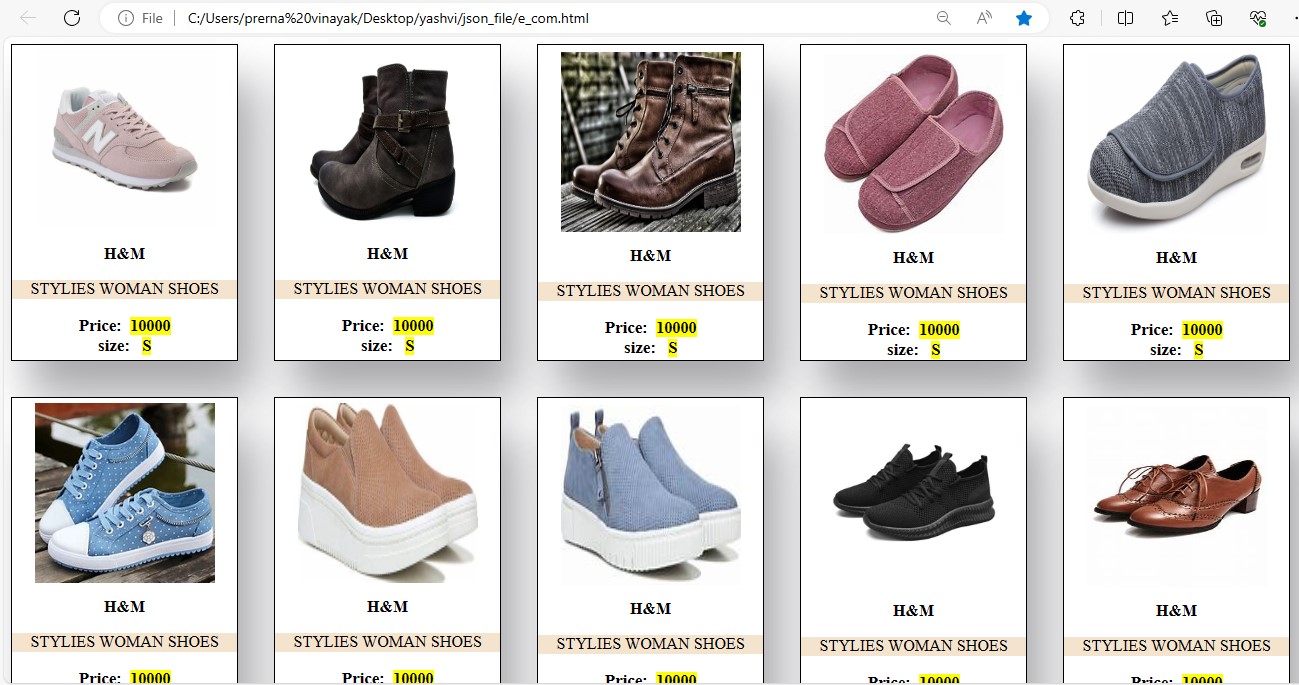 File C:/Users/prerna%20vinayak/Desktop/yashvi/json_file/e_com.html
N
H&M
STYLIES WOMAN SHOES
Price: 10000
size: S
H&M
STYLIES WOMAN SHOES
Price: 10000
size: S
H&M
STYLIES WOMAN SHOES
Price: 10000
size: S
H&M
STYLIES WOMAN SHOES
Price: 10000
size: S
H&M
STYLIES WOMAN SHOES
Price: 10000
size: S
H&M
STYLIES WOMAN SHOES
Price: 10000
H&M
STYLIES WOMAN SHOES
Price: 10000
H&M
STYLIES WOMAN SHOES
Price: 10000
H&M
STYLIES WOMAN SHOES
Price: 10000
H&M
STYLIES WOMAN SHOES
Price: 10000